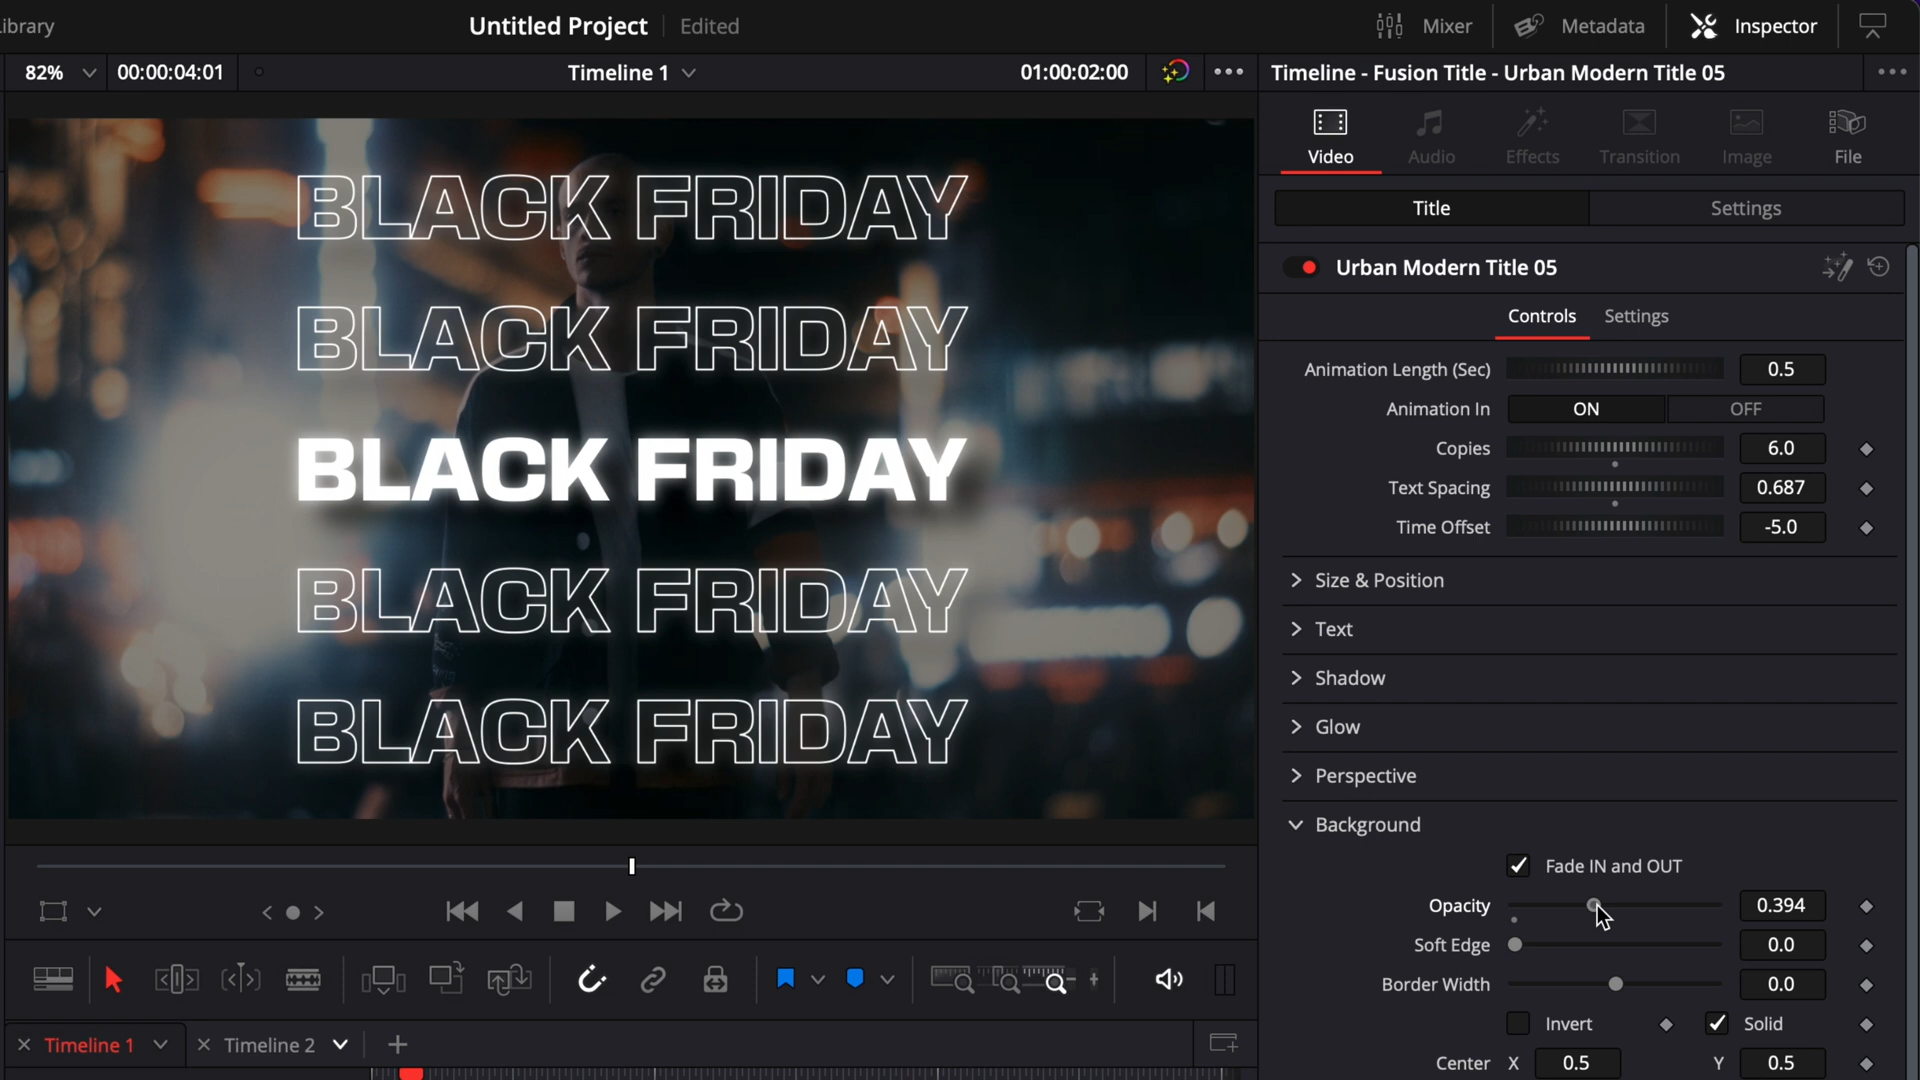 ibrary
Untitled Project Edited
Mixer Metadata Inspector
82% 00:00:04:01 Timeline 1 01:00:02:00
Timeline - Fusion Title - Urban Modern Title 05
Video Audio Effects Transition Image File
Title Settings
Urban Modern Title 05
Controls Settings
Animation Length (Sec) 0.5
Animation In ON OFF
Copies 6.0
Text Spacing 0.687
Time Offset -5.0
Size & Position
Text
Shadow
Glow
Perspective
Background
Fade IN and OUT
Opacity 0.394
Soft Edge 0.0
Border Width 0.0
Invert Solid
Center X 0.5 Y 0.5
BLACK FRIDAY
BLACK FRIDAY
BLACK FRIDAY
BLACK FRIDAY
BLACK FRIDAY
Timeline 1 Timeline 2